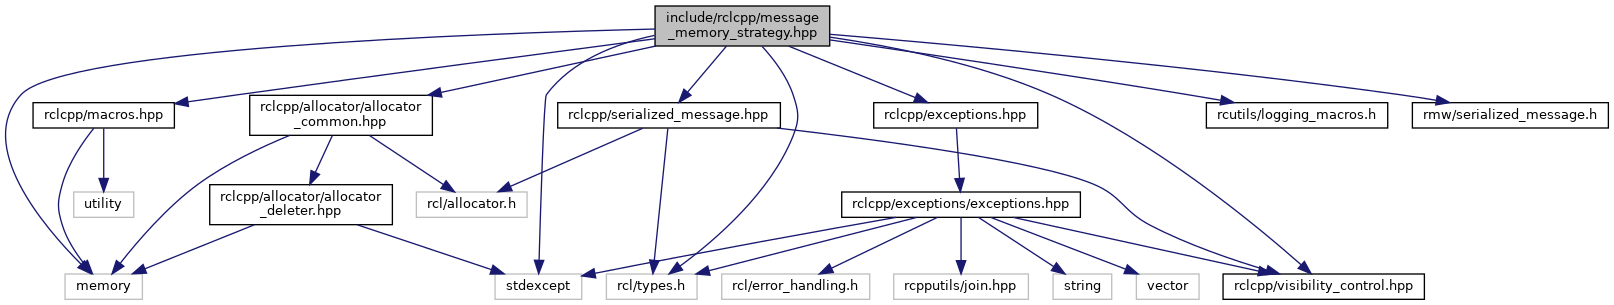 include/rclcpp/message
_memory_strategy.hpp
rclcpp/macros.hpp
rclcpp/allocator/allocator
_common.hpp
rclcpp/serialized_message.hpp
rclcpp/exceptions.hpp
rcutils/logging_macros.h
rmw/serialized_message.h
utility
rclcpp/allocator/allocator
_deleter.hpp
rcl/allocator.h
rclcpp/exceptions/exceptions.hpp
memory
stdexcept
rcl/types.h
rcl/error_handling.h
rcpputils/join.hpp
string
vector
rclcpp/visibility_control.hpp